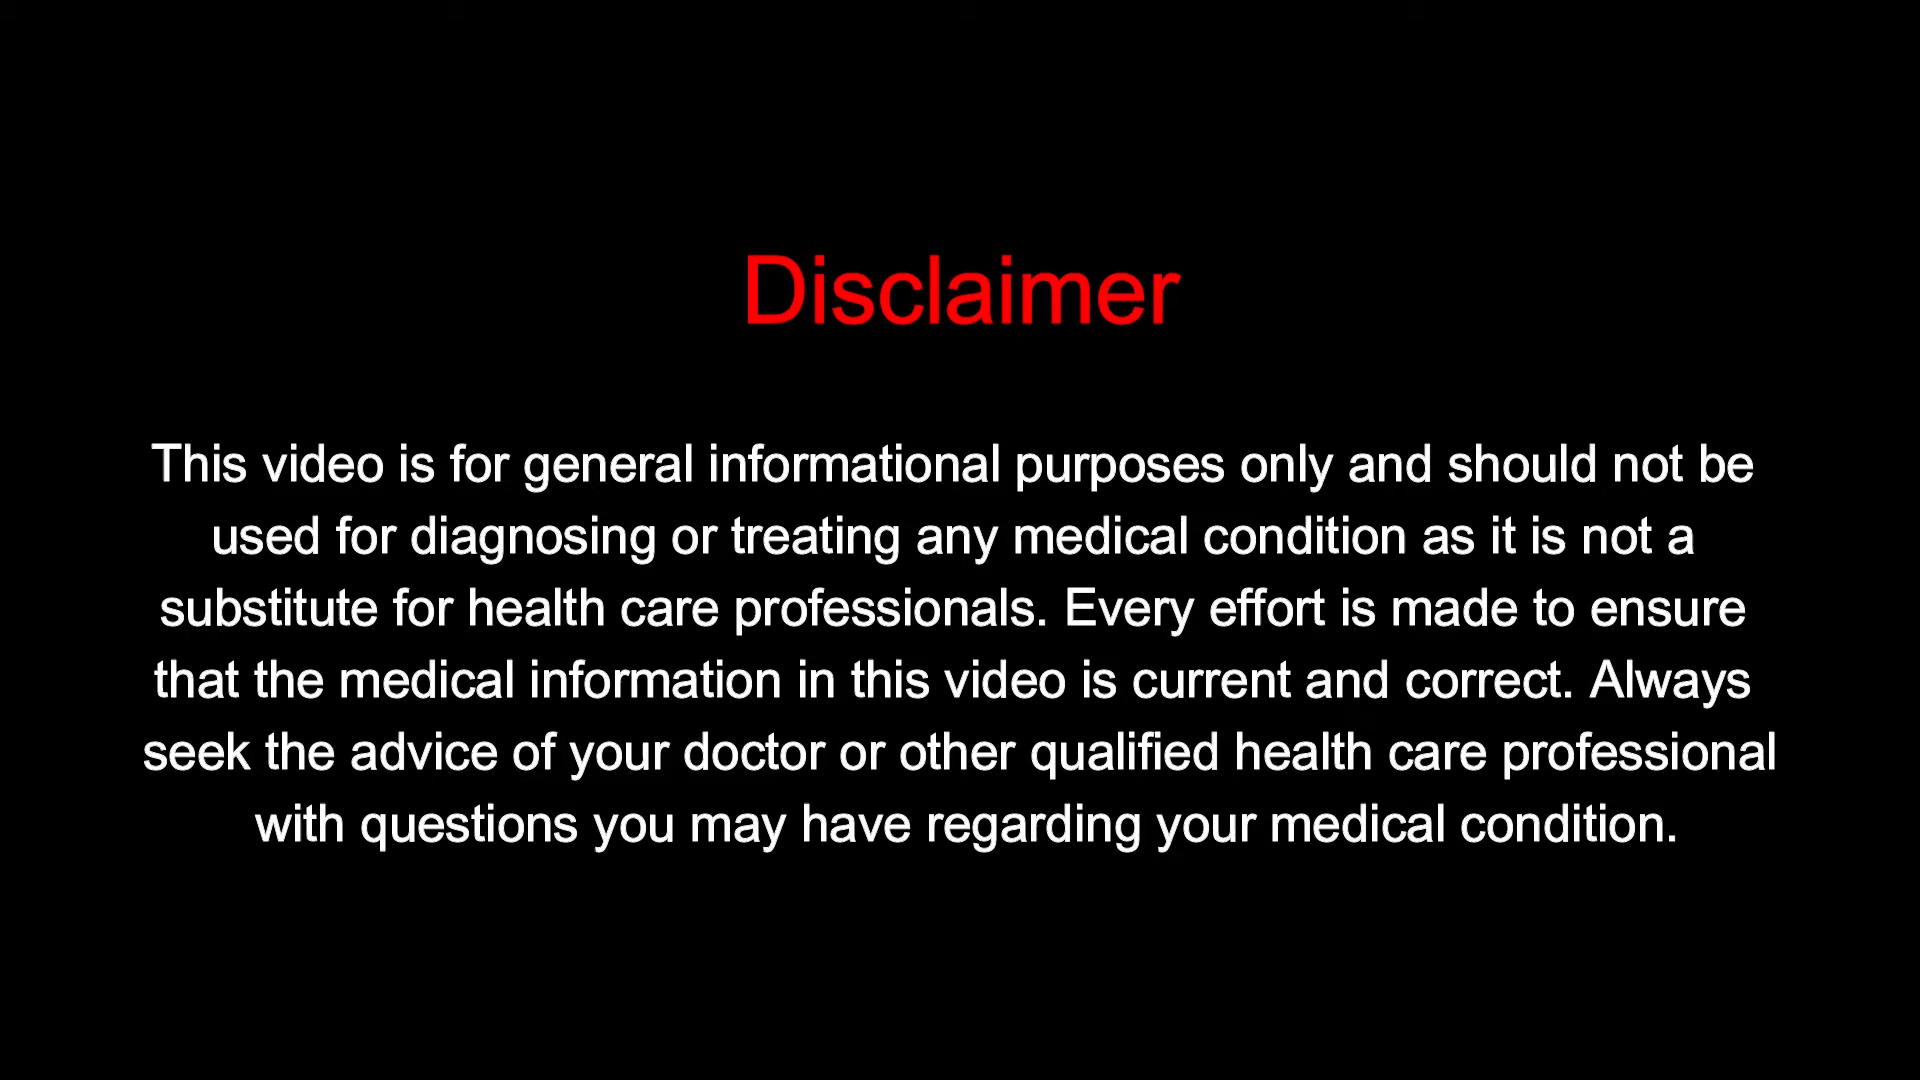 Disclaimer
This video is for general informational purposes only and should not be
used for diagnosing or treating any medical condition as it is not a
substitute for health care professionals. Every effort is made to ensure
that the medical information in this video is current and correct. Always
seek the advice of your doctor or other qualified health care professional
with questions you may have regarding your medical condition.